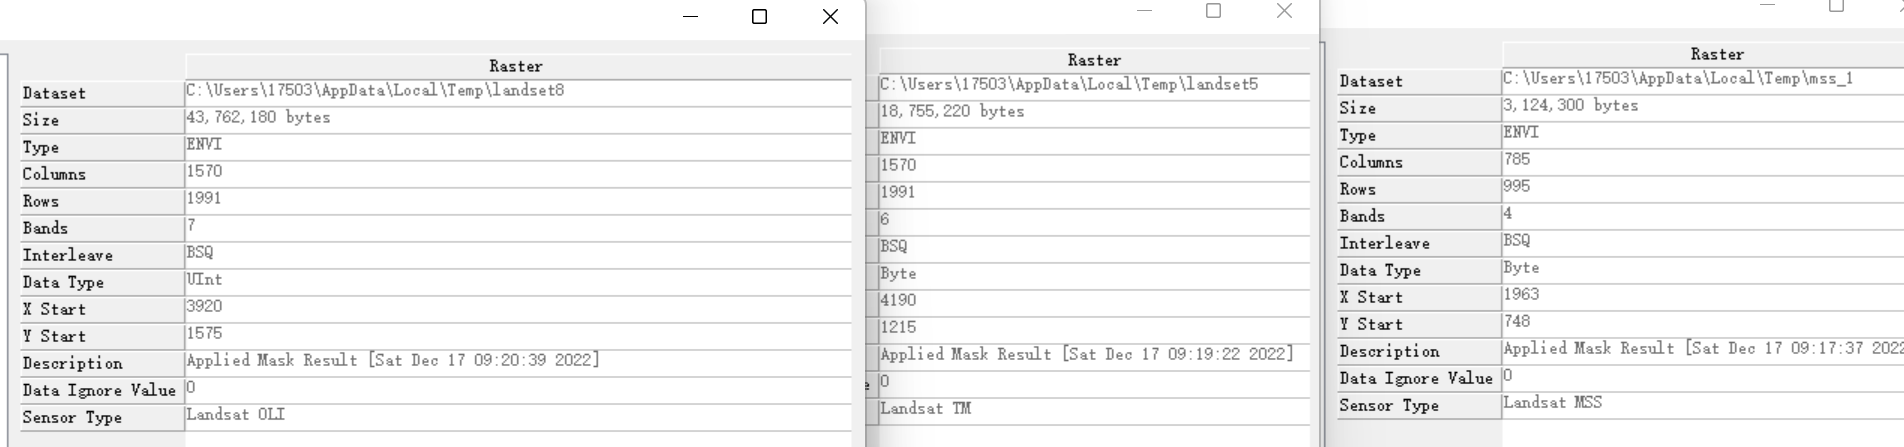 Raster
Dataset C:\Users\17503\AppData\Local\Temp\landset8
Size 43,762,180 bytes
Type ENVI
Columns 1570
Rows 1991
Bands 7
Interleave BSQ
Data Type UInt
X Start 3920
Y Start 1575
Description Applied Mask Result [Sat Dec 17 09:20:39 2022]
Data Ignore Value 0
Sensor Type Landsat OLI
Raster
C:\Users\17503\AppData\Local\Temp\landset5
18,755,220 bytes
ENVI
1570
1991
6
BSQ
Byte
4190
1215
Applied Mask Result [Sat Dec 17 09:19:22 2022]
e 0
Landsat TM
Raster
Dataset C:\Users\17503\AppData\Local\Temp\mss_1
Size 3,124,300 bytes
Type ENVI
Columns 785
Rows 995
Bands 4
Interleave BSQ
Data Type Byte
X Start 1963
Y Start 748
Description Applied Mask Result [Sat Dec 17 09:17:37 2022
Data Ignore Value 0
Sensor Type Landsat MSS